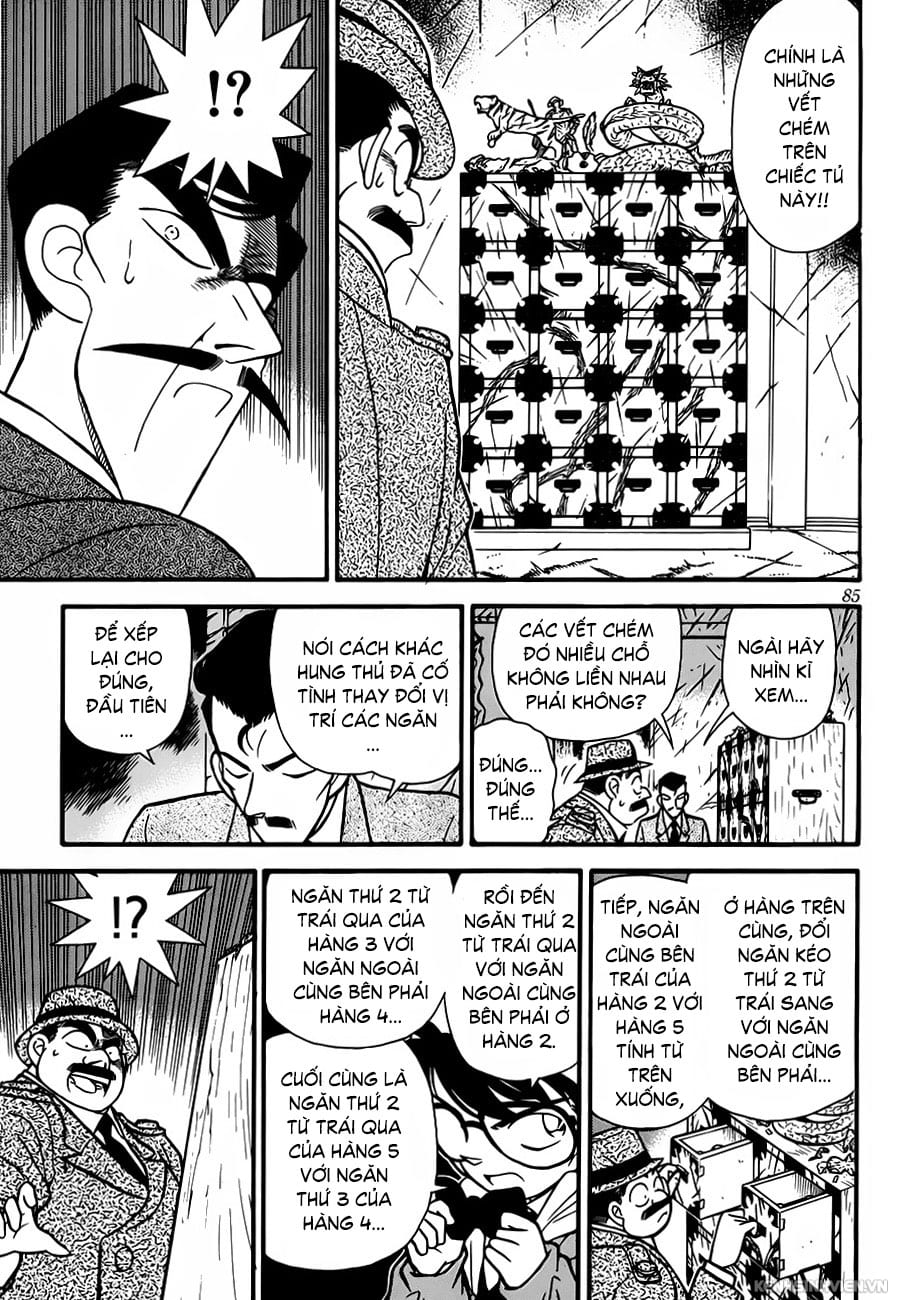 CHÍNH LÀ
NHỮNG
VẾT
CHÉM
TRÊN
CHIẾC TỦ
NÀY!!
!?
85
NGÀI HÃY
NHÌN KĨ
XEM...
CÁC VẾT CHÉM
ĐÓ NHIỀU CHỖ
KHÔNG LIỀN NHAU
PHẢI KHÔNG?
ĐÚNG...
ĐÚNG
THẾ.
NÓI CÁCH KHÁC
HUNG THỦ ĐÃ CỐ
TÌNH THAY ĐỔI VỊ
TRÍ CÁC NGĂN
...
ĐỂ XẾP
LẠI CHO
ĐÚNG,
ĐẦU TIÊN
...
Ở HÀNG TRÊN
CÙNG, ĐỔI
NGĂN KÉO
THỨ 2 TỪ
TRÁI SANG
VỚI NGĂN
NGOÀI CÙNG
BÊN PHẢI...
TIẾP, NGĂN
NGOÀI
CÙNG BÊN
TRÁI CỦA
HÀNG 2 VỚI
HÀNG 5
TÍNH TỪ
TRÊN
XUỐNG,
RỒI ĐẾN
NGĂN THỨ 2
TỪ TRÁI QUA
VỚI NGĂN
NGOÀI CÙNG
BÊN PHẢI Ở
HÀNG 2.
NGĂN THỨ 2 TỪ
TRÁI QUA CỦA
HÀNG 3 VỚI
NGĂN NGOÀI
CÙNG BÊN PHẢI
HÀNG 4...
CUỐI CÙNG LÀ
NGĂN THỨ 2
TỪ TRÁI QUA
CỦA HÀNG 5
VỚI NGĂN
THỨ 3 CỦA
HÀNG 4...
!?